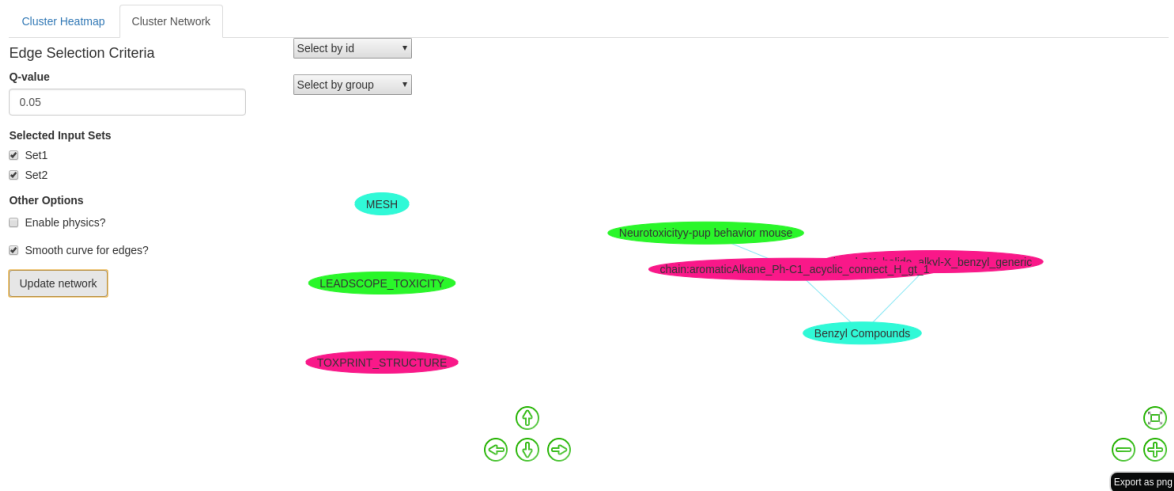 Cluster Heatmap
Cluster Network
Edge Selection Criteria
Q-value
0.05
Selected Input Sets
Set1
Set2
Other Options
Enable physics?
Smooth curve for edges?
Update network
Select by id
Select by group
MESH
LEADSCOPE_TOXICITY
TOXPRINT_STRUCTURE
Neurotoxicityy-pup behavior mouse
alkyl-X_benzyl_generic
chain:aromaticAlkane_Ph-C1_acyclic_connect_H_gt_1
Benzyl Compounds
Export as png